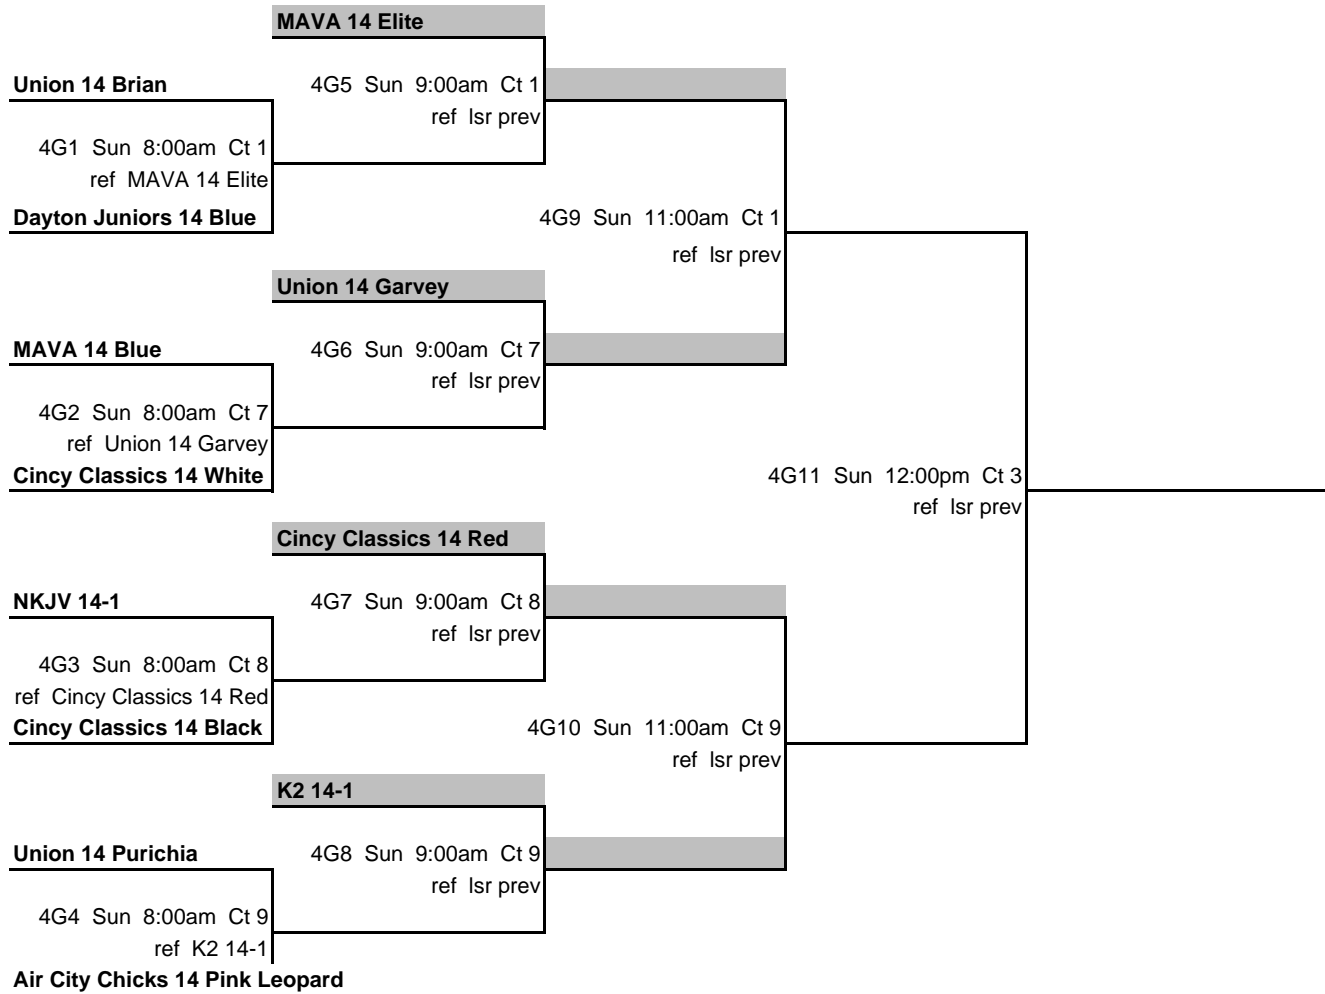 MAVA 14 Elite
Union 14 Brian
4G5 Sun 9:00am Ct 1
ref lsr prev
4G1 Sun 8:00am Ct 1
ref MAVA 14 Elite
Dayton Juniors 14 Blue
4G9 Sun 11:00am Ct 1
ref lsr prev
Union 14 Garvey
MAVA 14 Blue
4G6 Sun 9:00am Ct 7
ref lsr prev
4G2 Sun 8:00am Ct 7
ref Union 14 Garvey
Cincy Classics 14 White
4G11 Sun 12:00pm Ct 3
ref lsr prev
Cincy Classics 14 Red
NKJV 14-1
4G7 Sun 9:00am Ct 8
ref lsr prev
4G3 Sun 8:00am Ct 8
ref Cincy Classics 14 Red
Cincy Classics 14 Black
4G10 Sun 11:00am Ct 9
ref lsr prev
K2 14-1
Union 14 Purichia
4G8 Sun 9:00am Ct 9
ref lsr prev
4G4 Sun 8:00am Ct 9
ref K2 14-1
Air City Chicks 14 Pink Leopard